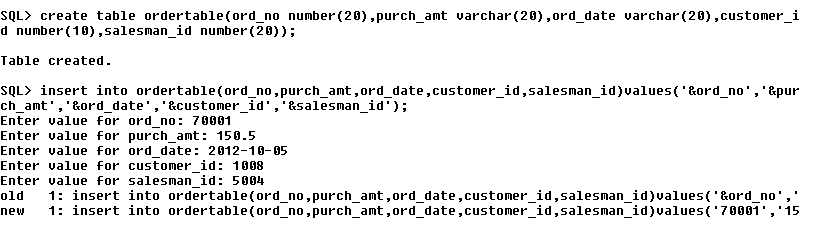 SQL> create table ordertable(ord_no number(20),purch_amt varchar(20),ord_date varchar(20),customer_i
d number(10),salesman_id number(20));
Table created.
SQL> insert into ordertable(ord_no,purch_amt,ord_date,customer_id,salesman_id)values('&ord_no','&pur
ch_amt','&ord_date','&customer_id','&salesman_id');
Enter value for ord_no: 70001
Enter value for purch_amt: 150.5
Enter value for ord_date: 2012-10-05
Enter value for customer_id: 1008
Enter value for salesman_id: 5004
old   1: insert into ordertable(ord_no,purch_amt,ord_date,customer_id,salesman_id)values('&ord_no','
new   1: insert into ordertable(ord_no,purch_amt,ord_date,customer_id,salesman_id)values('70001','15